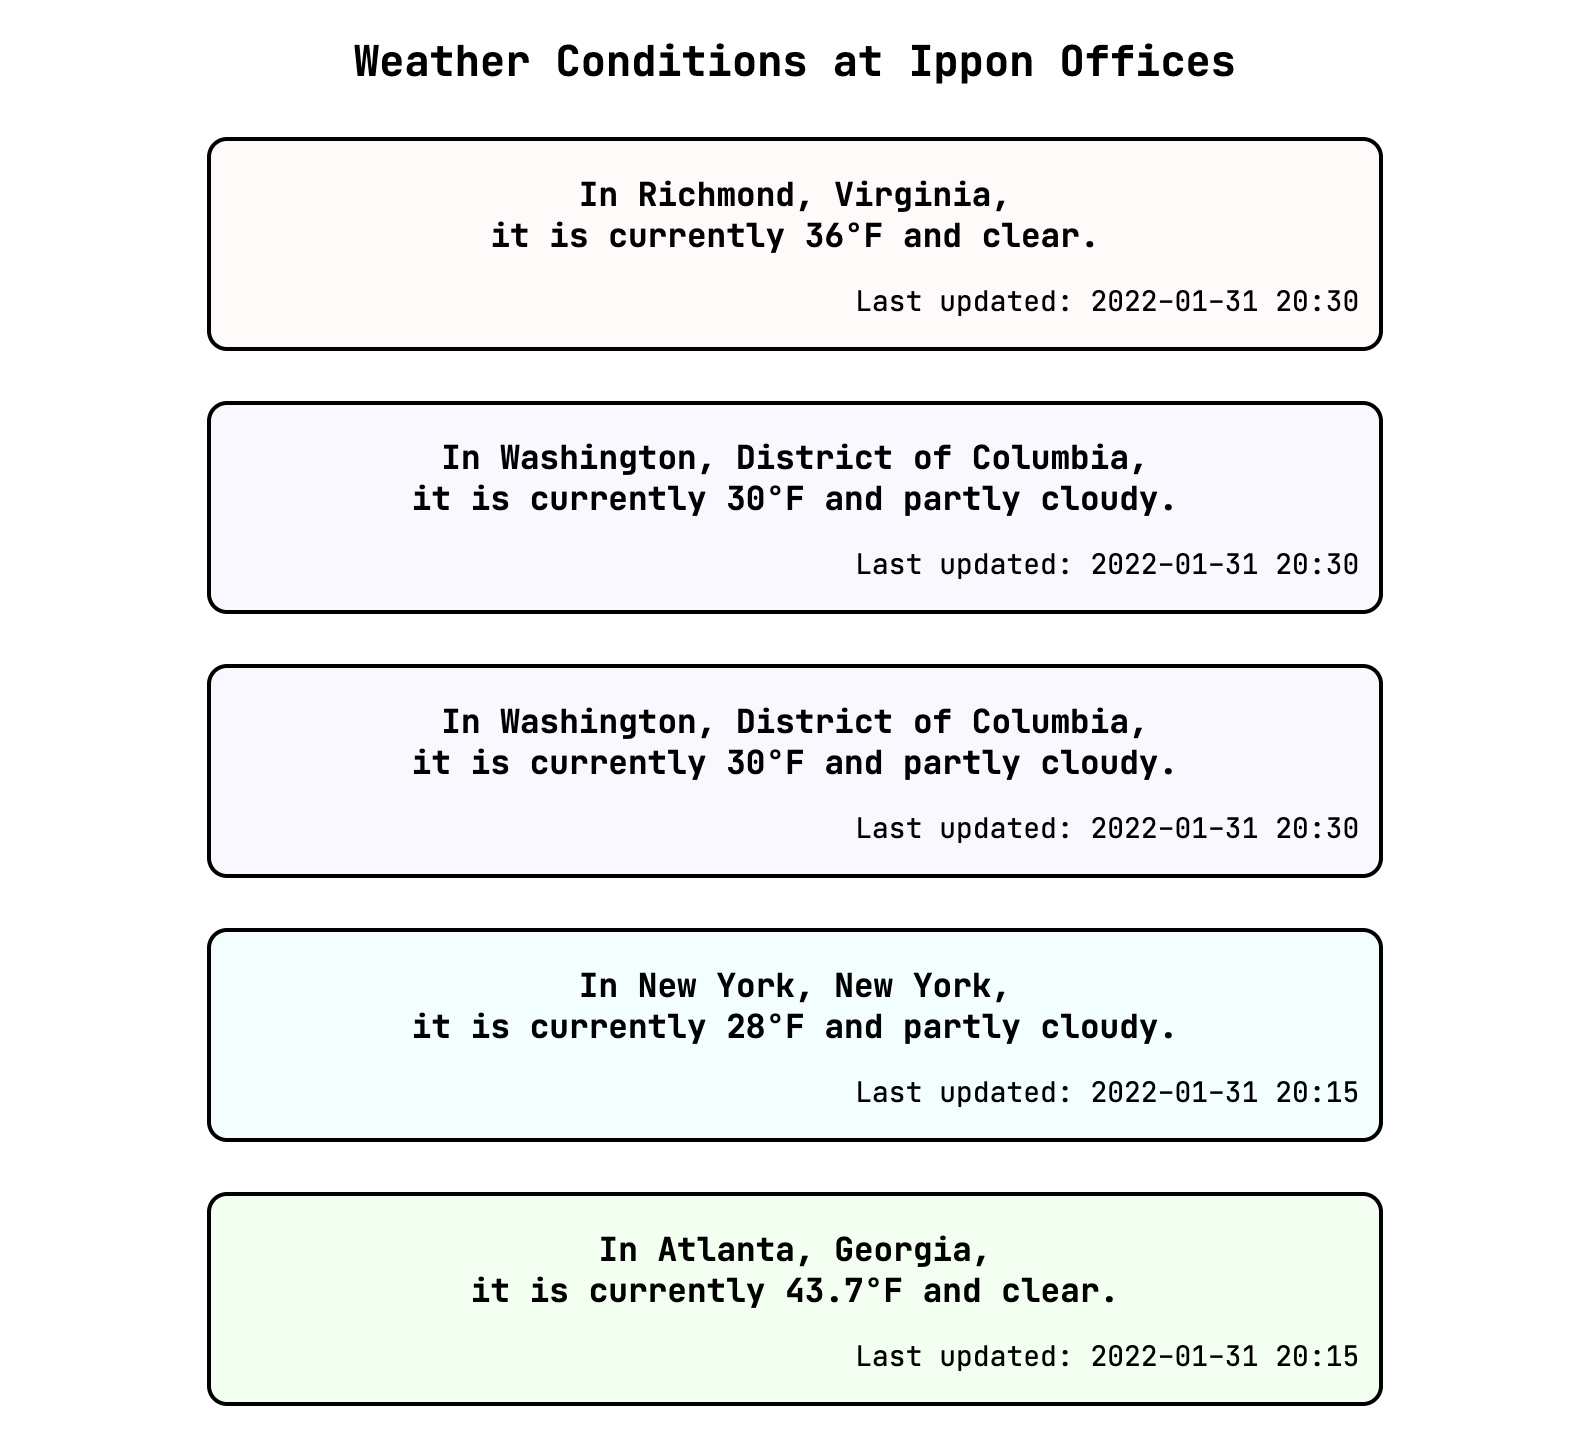 Weather Conditions at Ippon Offices
In Richmond, Virginia,
it is currently 36°F and clear.
Last updated: 2022-01-31 20:30
In Washington, District of Columbia,
it is currently 30°F and partly cloudy.
Last updated: 2022-01-31 20:30
In Washington, District of Columbia,
it is currently 30°F and partly cloudy.
Last updated: 2022-01-31 20:30
In New York, New York,
it is currently 28°F and partly cloudy.
Last updated: 2022-01-31 20:15
In Atlanta, Georgia,
it is currently 43.7°F and clear.
Last updated: 2022-01-31 20:15